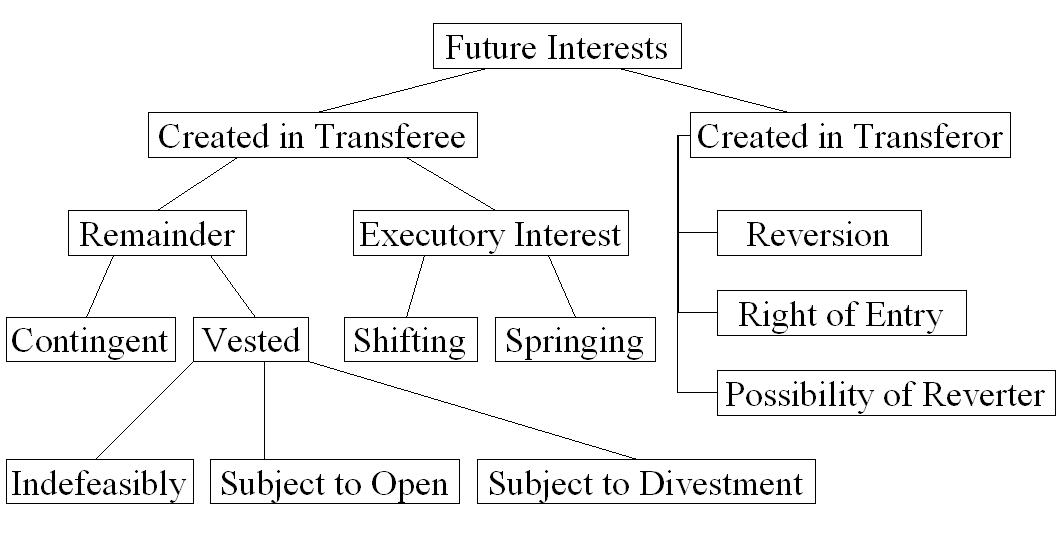 Future Interests
Created in Transferee
Created in Transferor
Remainder
Executory Interest
Reversion
Contingent
Vested
Shifting
Springing
Right of Entry
Possibility of Reverter
Indefeasibly
Subject to Open
Subject to Divestment